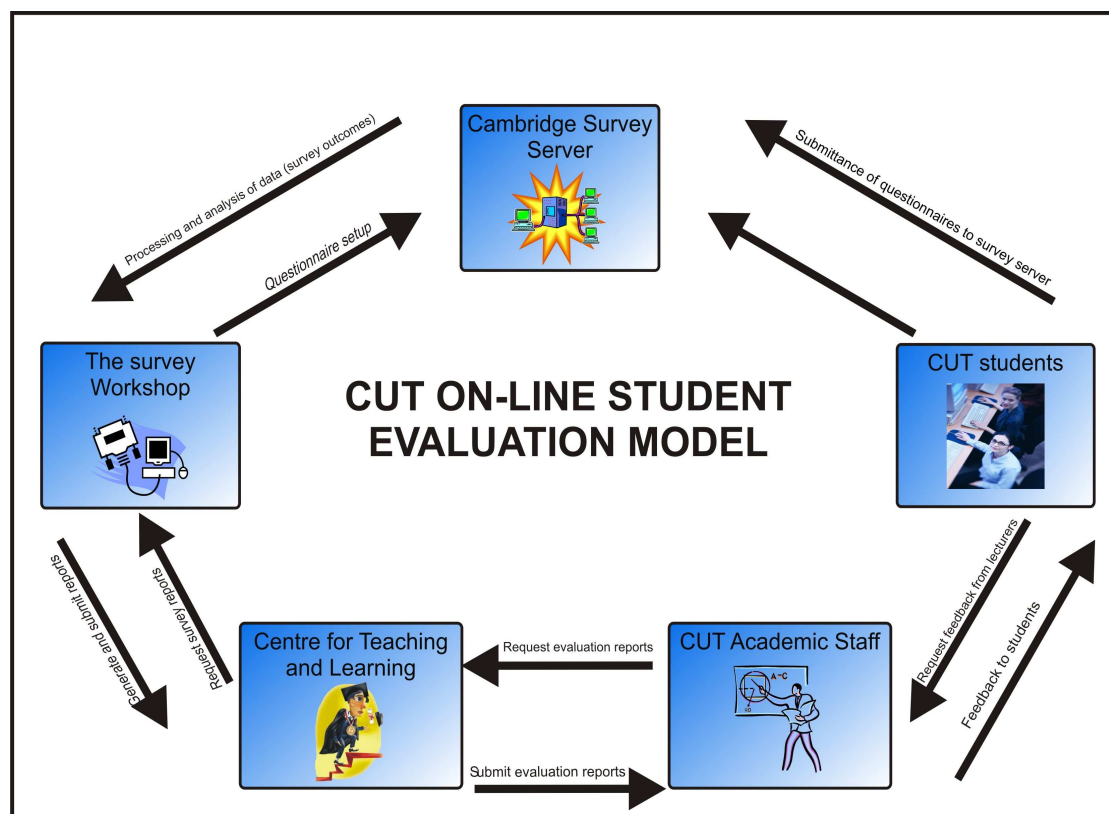 Cambridge Survey
Server
Processing and analysis of data (survey outcomes)
Questionnaire setup
Submittance of questionnaires to survey server
The survey
Workshop
CUT ON-LINE STUDENT
EVALUATION MODEL
CUT students
Generate and submit reports
Request survey reports
Centre for Teaching
and Learning
Request evaluation reports
Submit evaluation reports
CUT Academic Staff
A-C
Request feedback from lecturers
Feedback to students